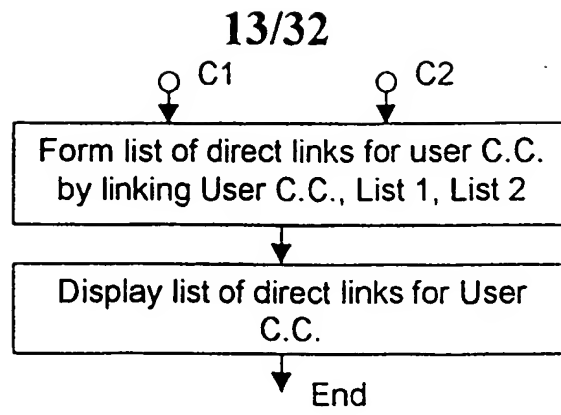 13/32
C1 C2
Form list of direct links for user C.C.
by linking User C.C., List 1, List 2
Display list of direct links for User
C.C.
End